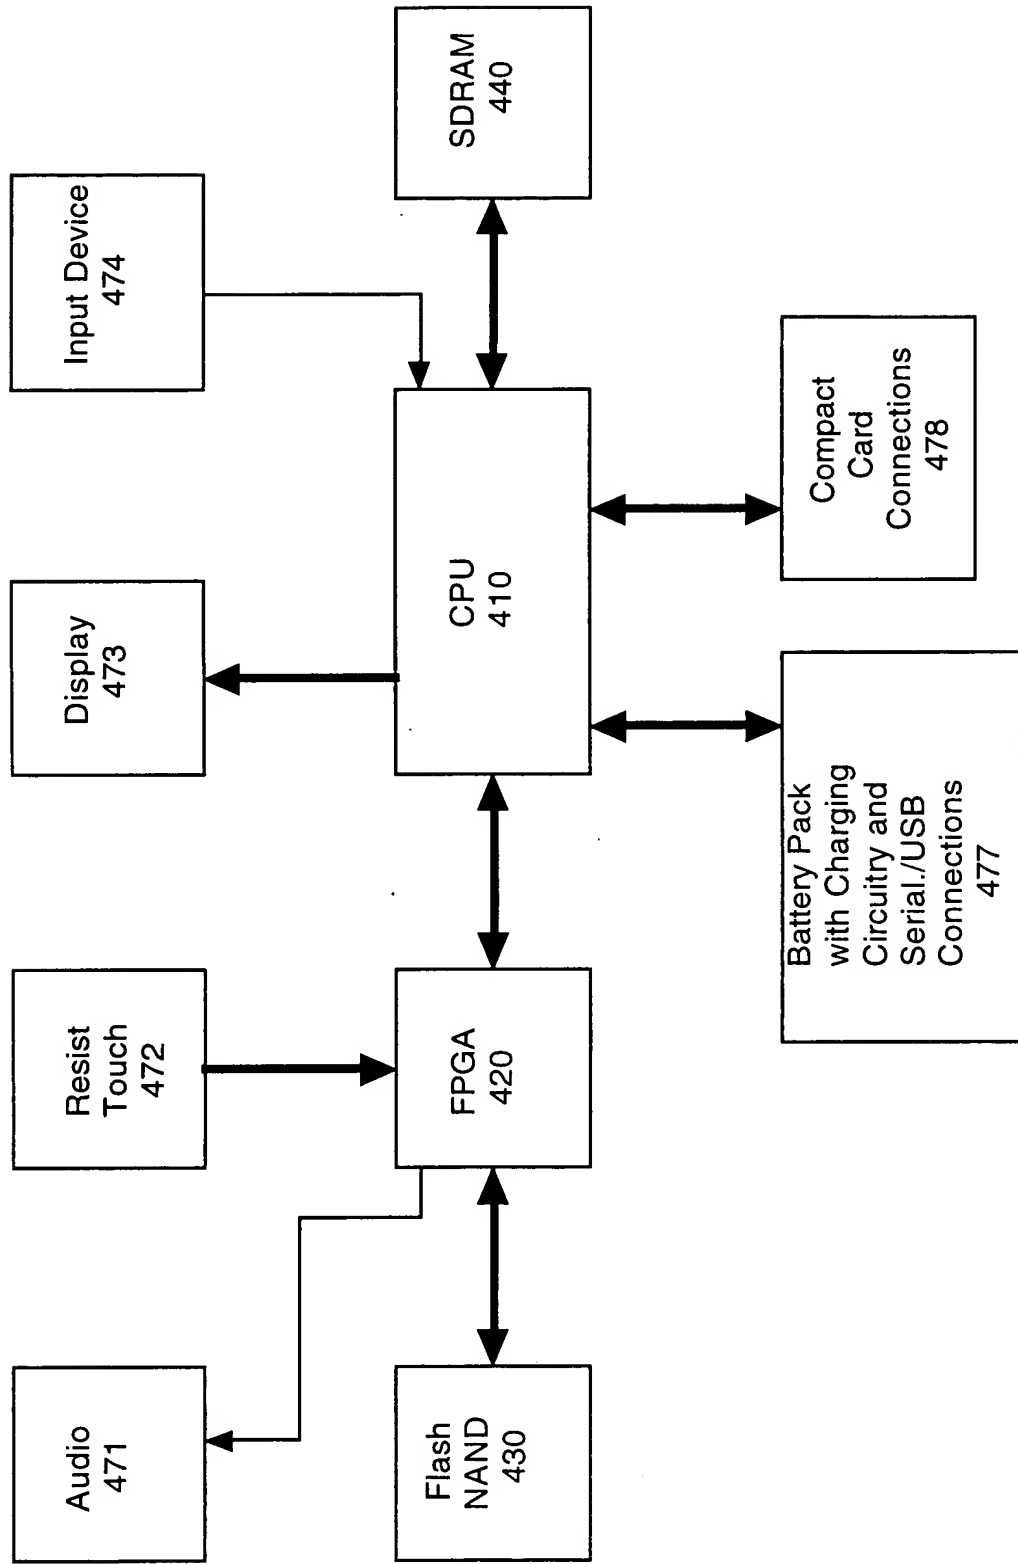 Audio
471
Resist
Touch
472
Display
473
Input Device
474
Flash
NAND
430
FPGA
420
CPU
410
SDRAM
440
Battery Pack
with Charging
Circuitry and
Serial./USB
Connections
477
Compact
Card
Connections
478